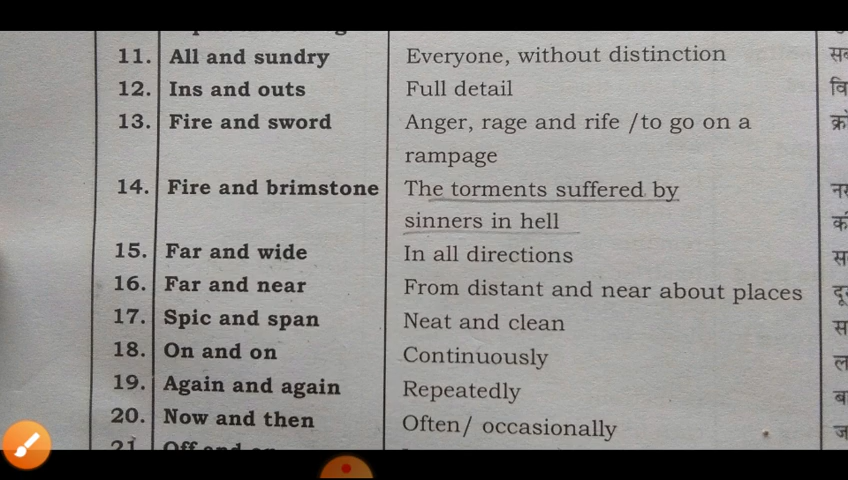 11. All and sundry Everyone, without distinction
12. Ins and outs Full detail
13. Fire and sword Anger, rage and rife /to go on a
rampage
14. Fire and brimstone The torments suffered by
sinners in hell
15. Far and wide In all directions
16. Far and near From distant and near about places
17. Spic and span Neat and clean
18. On and on Continuously
19. Again and again Repeatedly
20. Now and then Often/ occasionally
21.